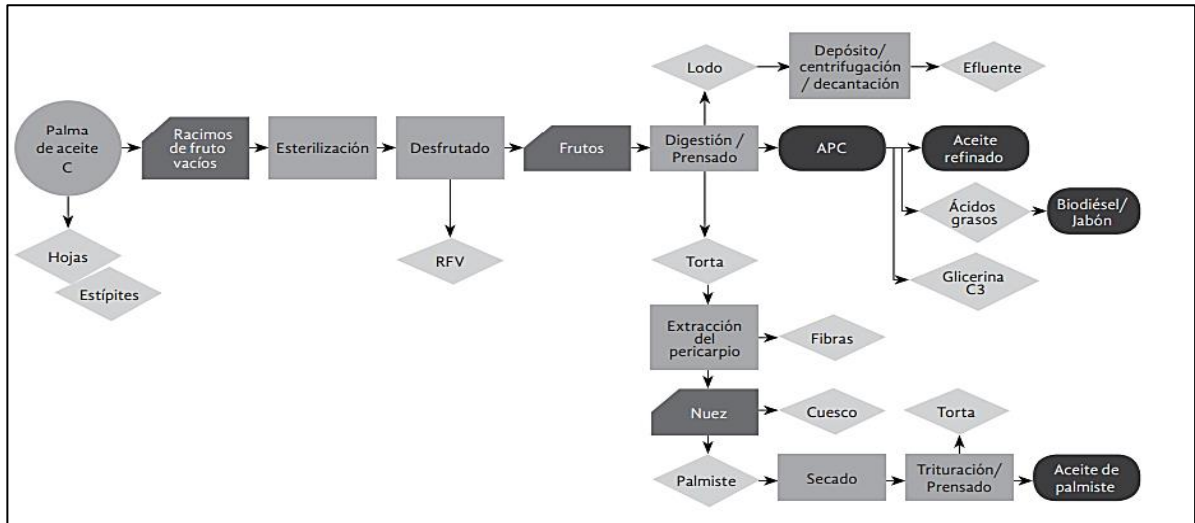 Palma
de aceite
C
Racimos
de fruto
vacíos
Esterilización
Desfrutado
Frutos
Digestión /
Prensado
APC
Aceite
refinado
Lodo
Depósito/
centrifugación
/ decantación
Efluente
Ácidos
grasos
Biodiésel/
Jabón
Glicerina
C3
Hojas
Estípites
RFV
Torta
Extracción
del
pericarpio
Fibras
Nuez
Cuesco
Torta
Palmiste
Secado
Trituración/
Prensado
Aceite de
palmiste